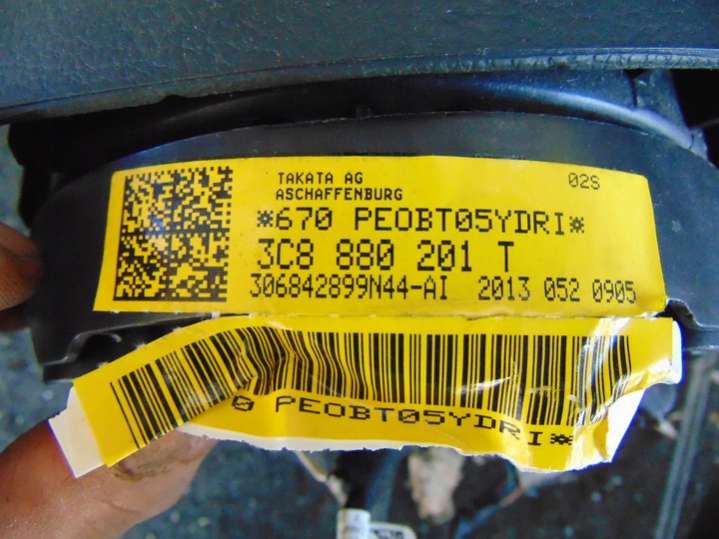 TAKATA AG
ASCHAFFENBURG
02S
*670 PEOBT05YDRI*
3C8 880 201 T
306842899N44-AI 2013 052 0905
0 PEOBT05YDRI*